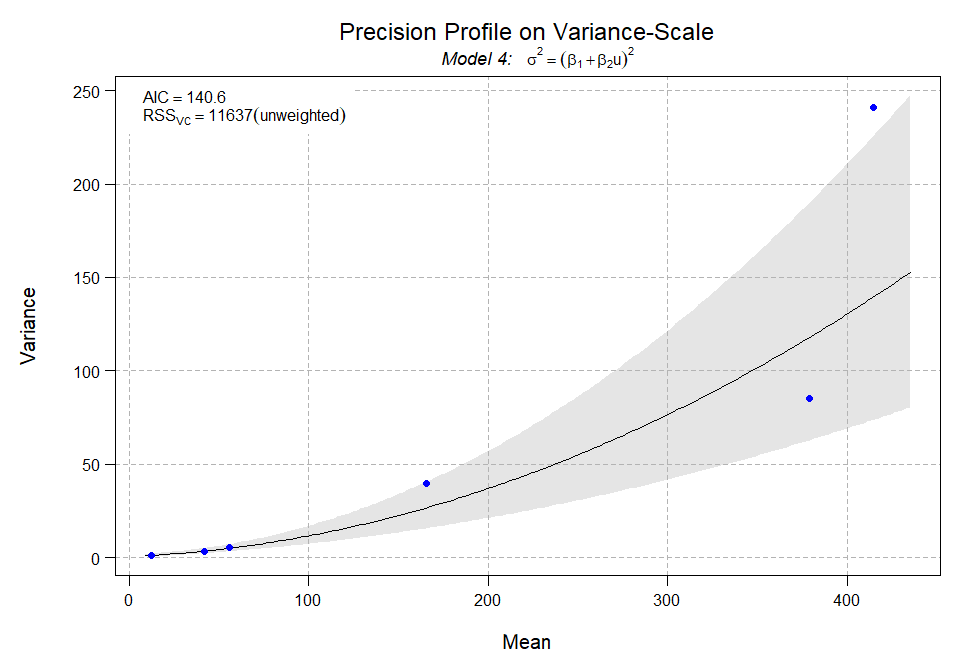 Precision Profile on Variance-Scale
Model 4: σ² = (β₁+β₂u)²
AIC = 140.6
RSS_VC = 11637(unweighted)
250
200
150
100
50
0
Variance
0 100 200 300 400
Mean